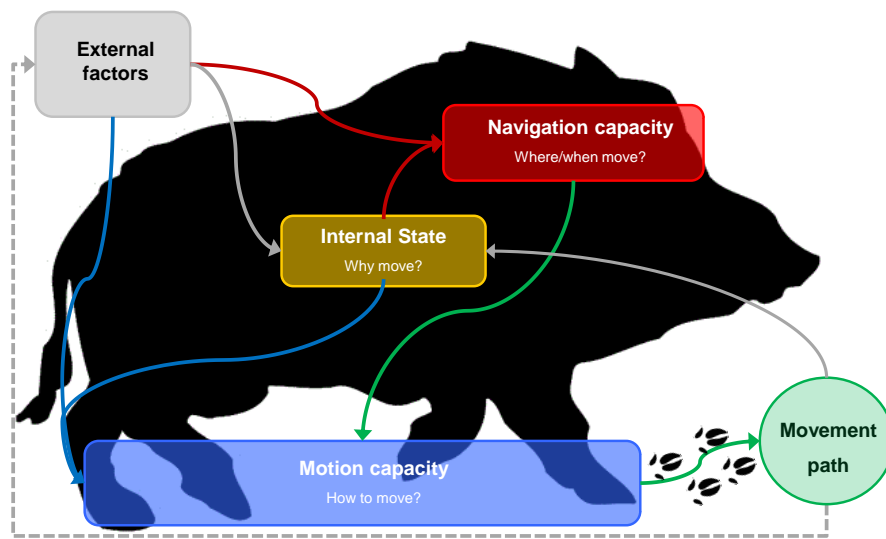 External
factors
Navigation capacity
Where/when move?
Internal State
Why move?
Movement
path
Motion capacity
How to move?